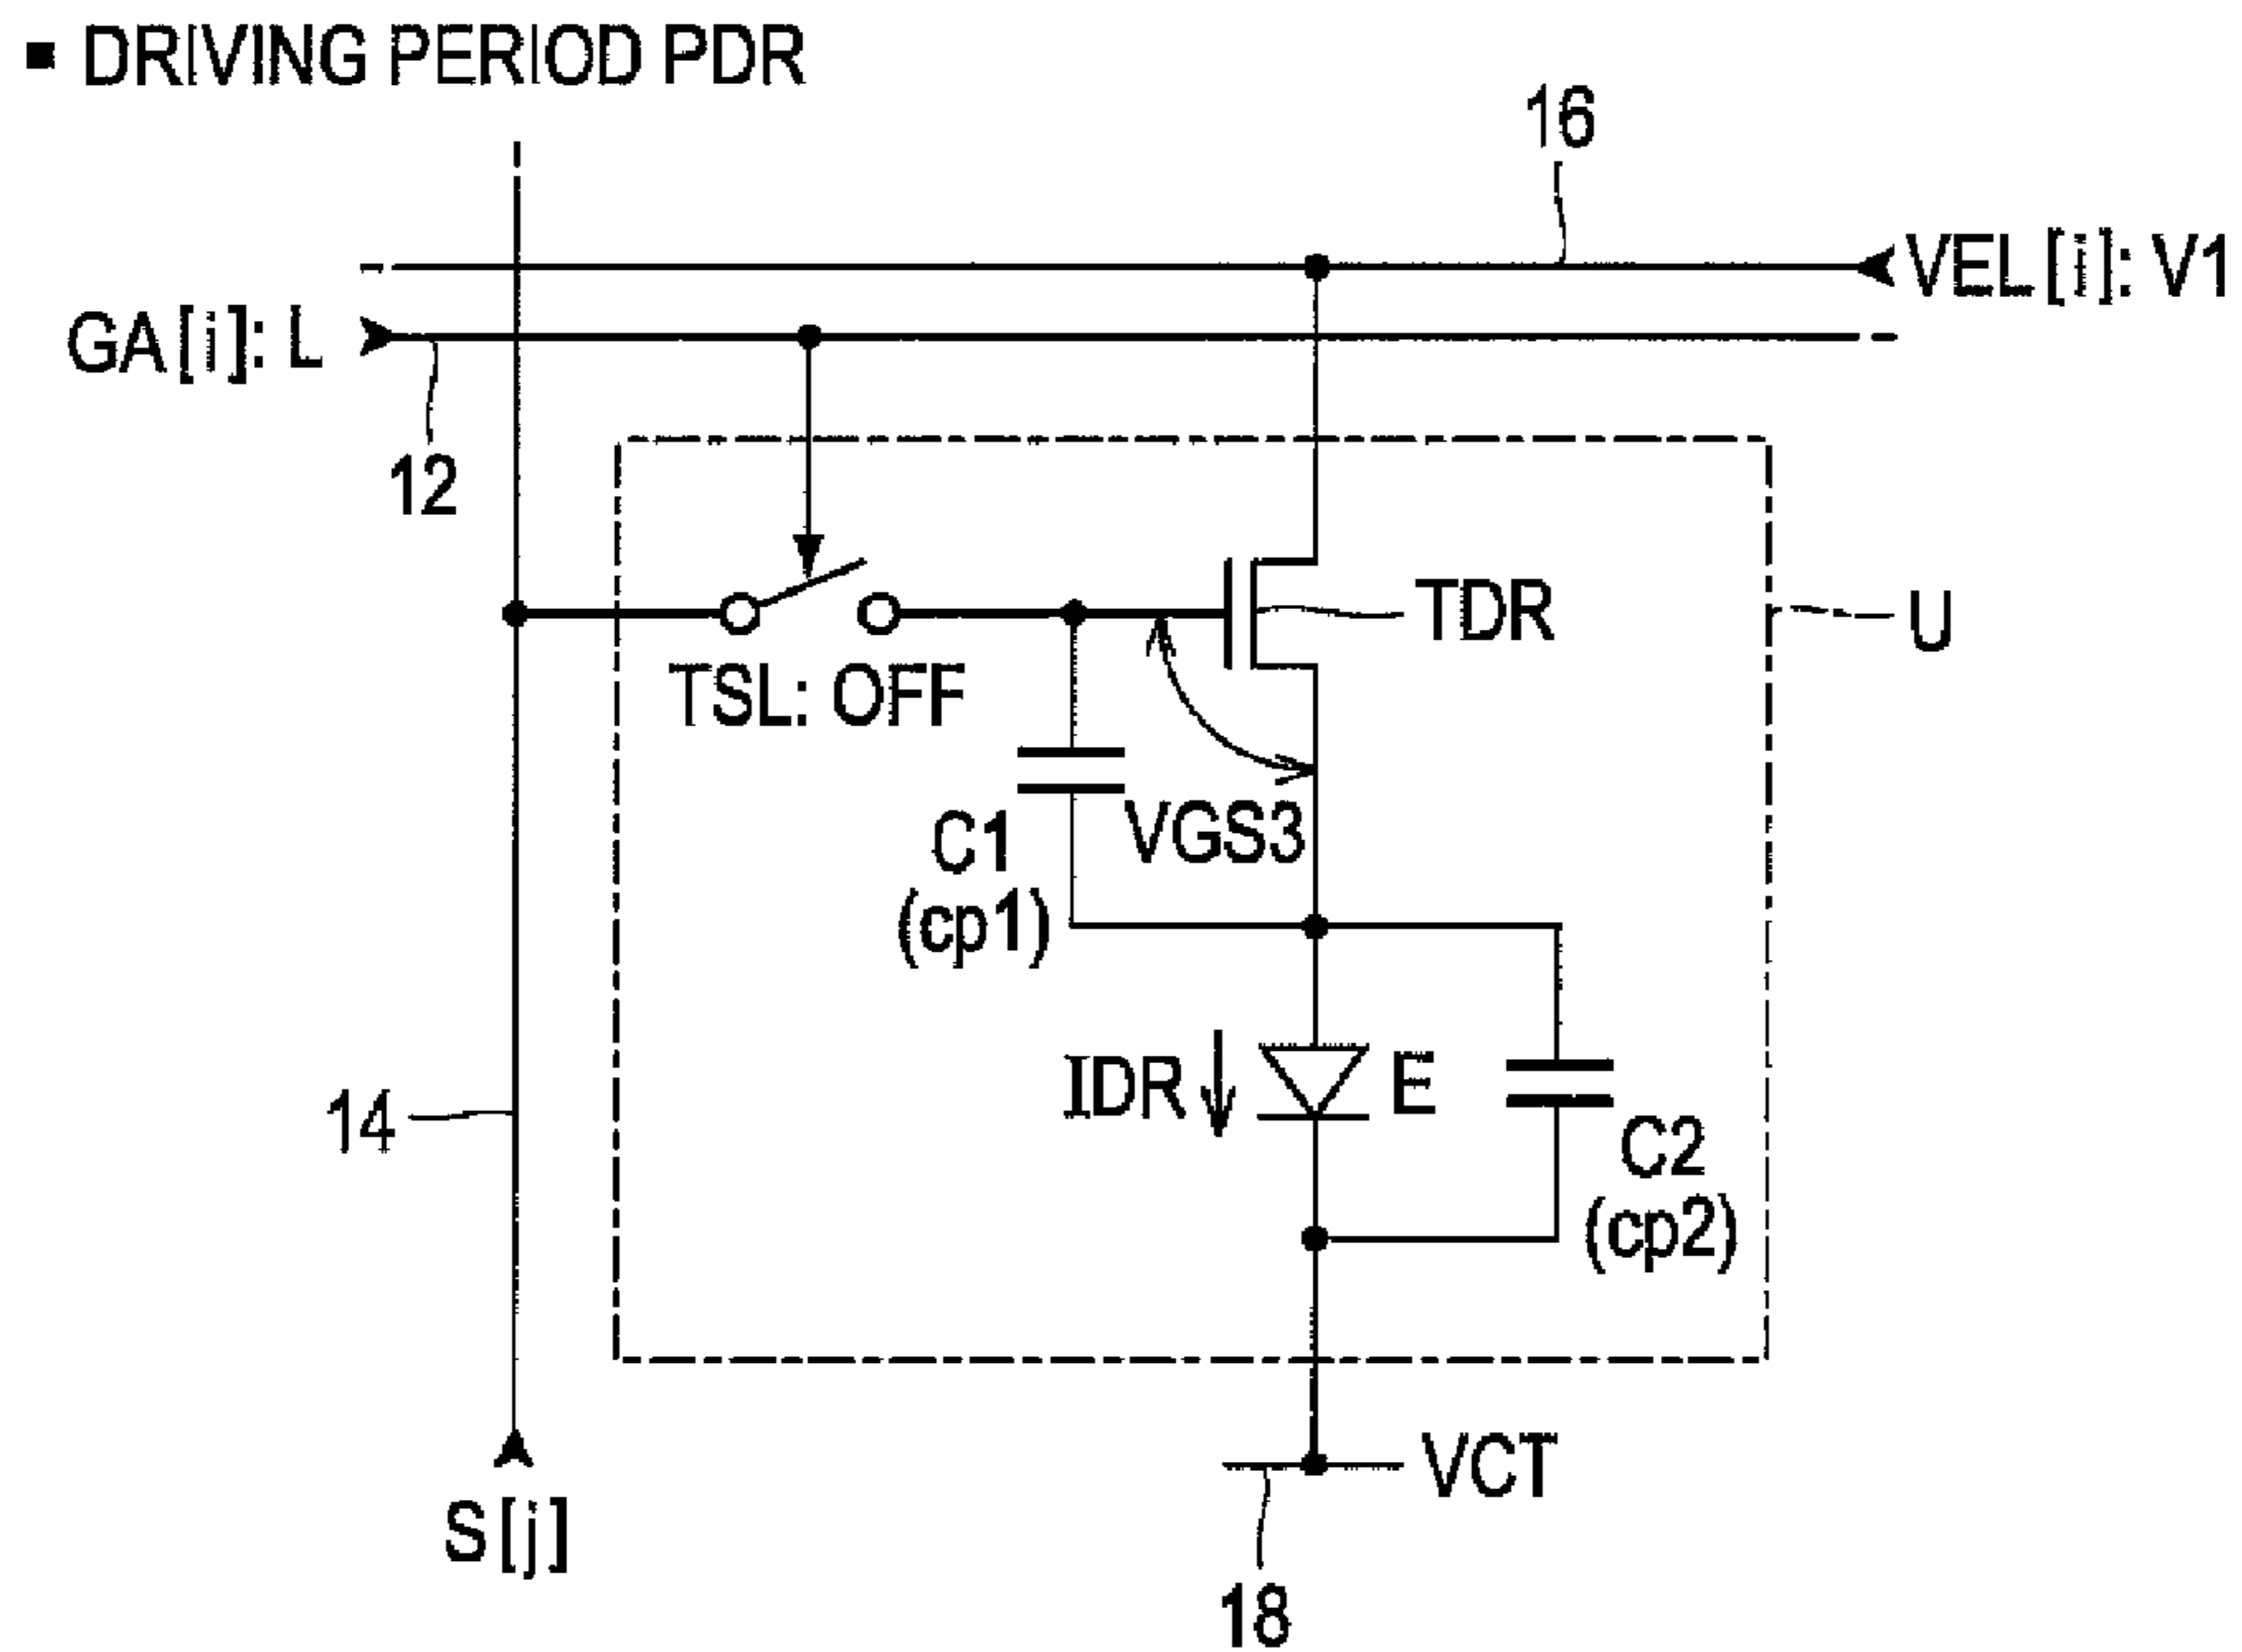 ▪ DRIVING PERIOD PDR
16
VEL[i]: V1
GA[i]: L
12
TDR
U
TSL: OFF
C1
(cp1)
VGS3
IDR
E
14
C2
(cp2)
VCT
S[j]
18